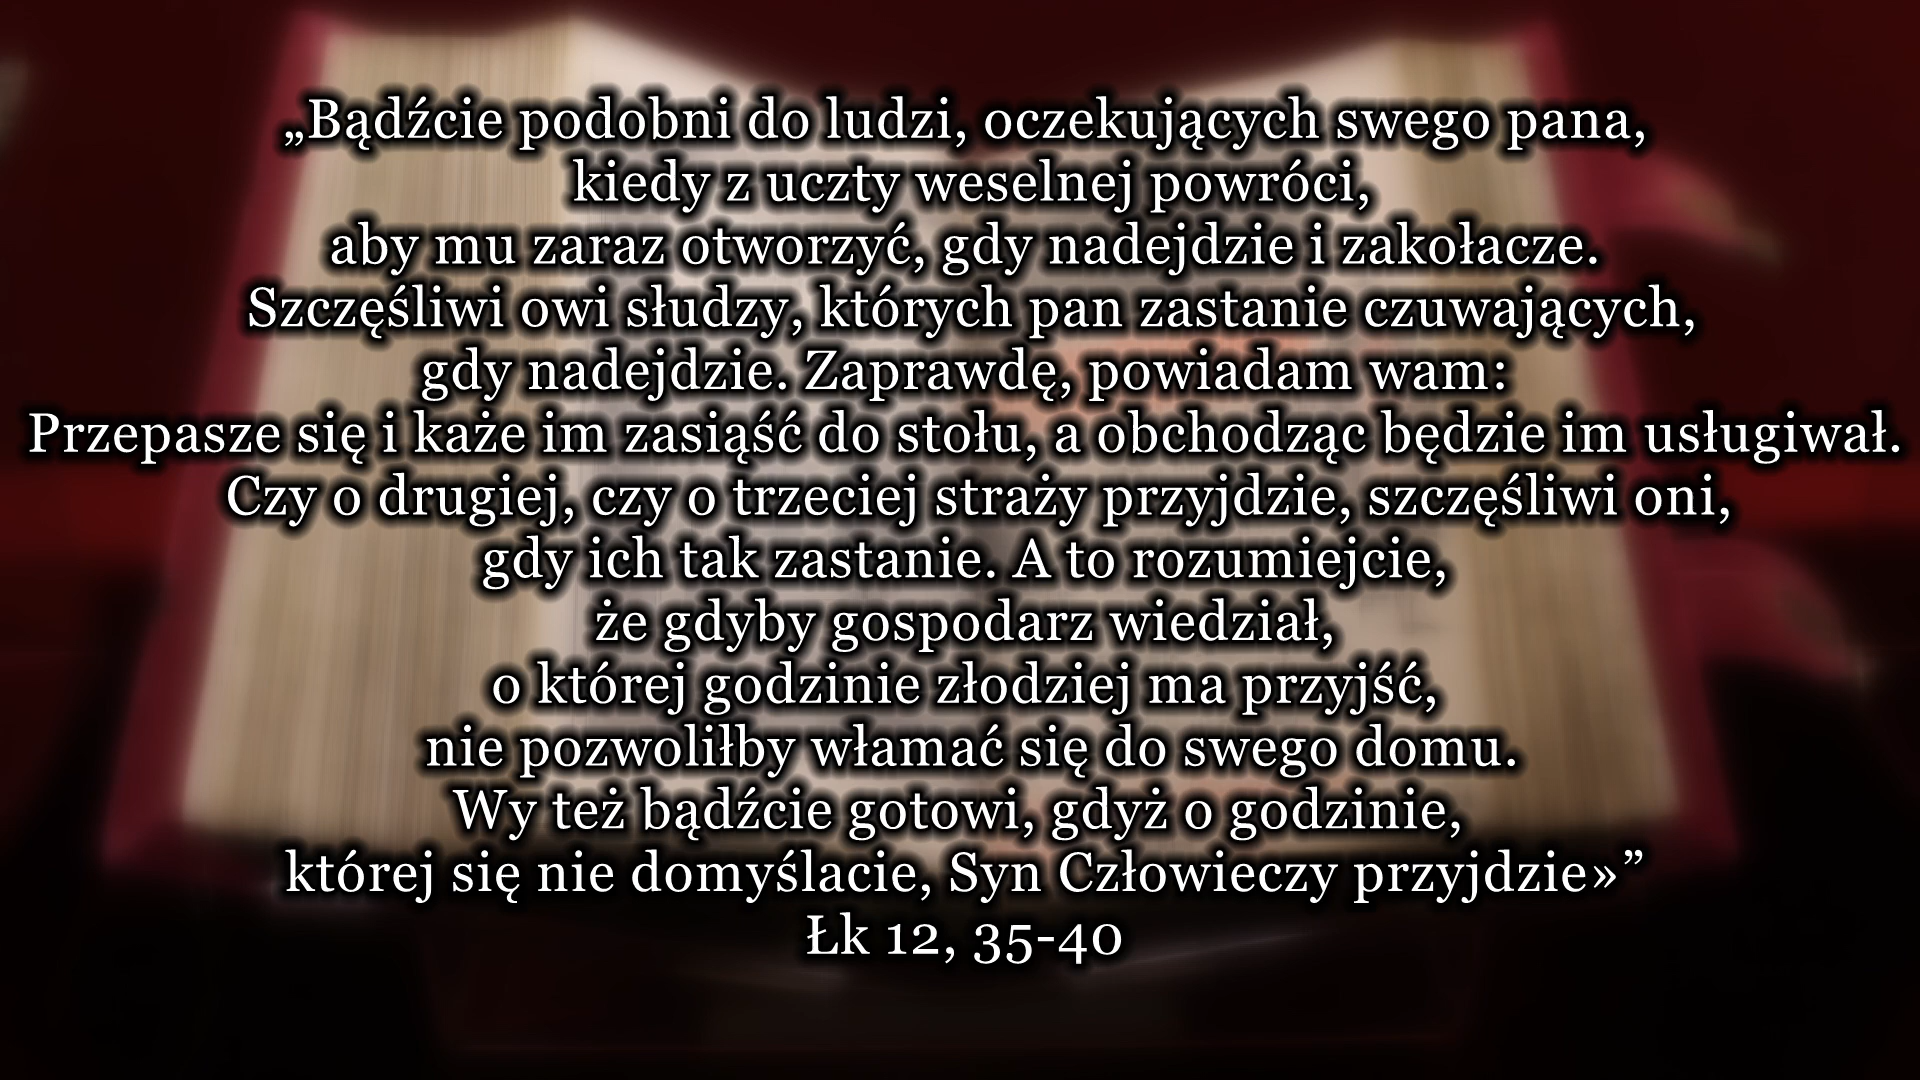 „Bądźcie podobni do ludzi, oczekujących swego pana,
kiedy z uczty weselnej powróci,
aby mu zaraz otworzyć, gdy nadejdzie i zakołacze.
Szczęśliwi owi słudzy, których pan zastanie czuwających,
gdy nadejdzie. Zaprawdę, powiadam wam:
Przepasze się i każe im zasiąść do stołu, a obchodząc będzie im usługiwał.
Czy o drugiej, czy o trzeciej straży przyjdzie, szczęśliwi oni,
gdy ich tak zastanie. A to rozumiejcie,
że gdyby gospodarz wiedział,
o której godzinie złodziej ma przyjść,
nie pozwoliłby włamać się do swego domu.
Wy też bądźcie gotowi, gdyż o godzinie,
której się nie domyślacie, Syn Człowieczy przyjdzie»”
Łk 12, 35-40